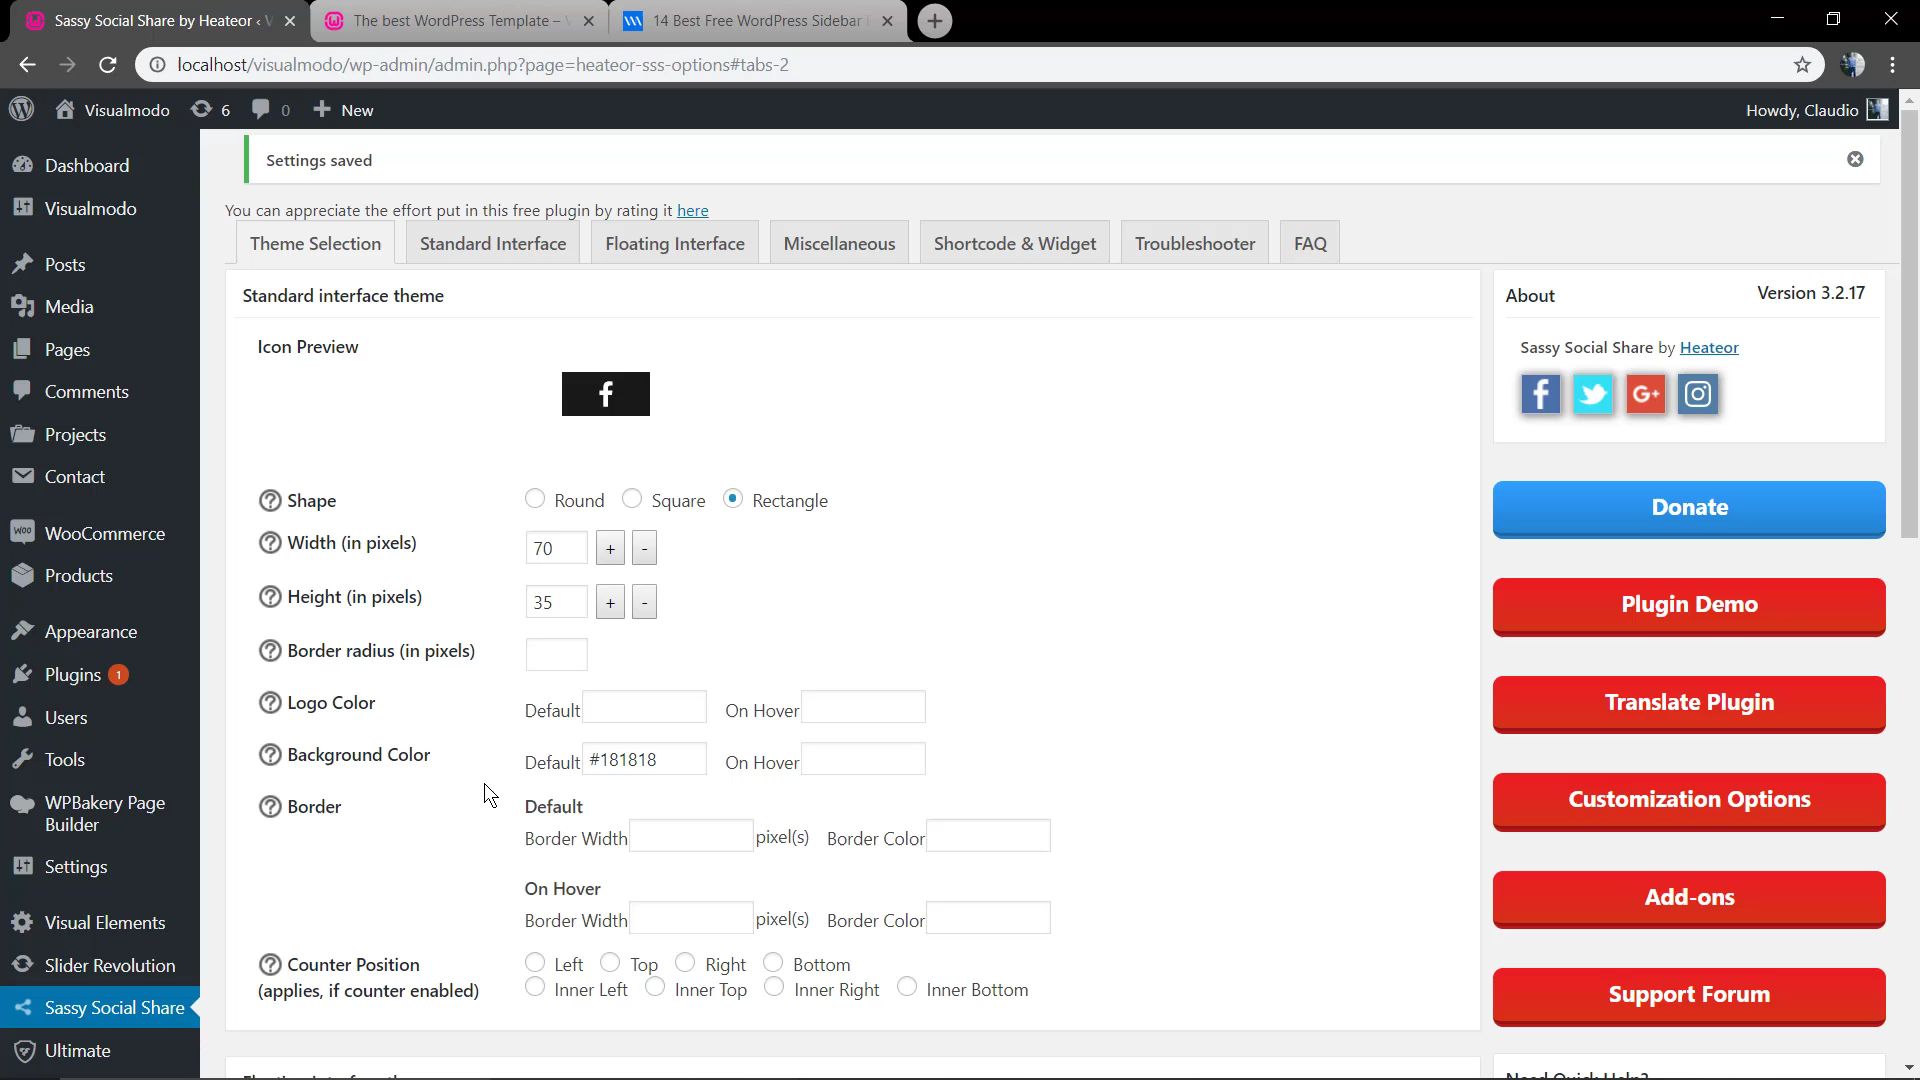 Sassy Social Share by Heateor ‹
The best WordPress Template –
14 Best Free WordPress Sidebar
localhost/visualmodo/wp-admin/admin.php?page=heateor-sss-options#tabs-2
Visualmodo 6 0 + New
Howdy, Claudio
Dashboard
Visualmodo
Posts
Media
Pages
Comments
Projects
Contact
WooCommerce
Products
Appearance
Plugins 1
Users
Tools
WPBakery Page
Builder
Settings
Visual Elements
Slider Revolution
Sassy Social Share
Ultimate
Settings saved
You can appreciate the effort put in this free plugin by rating it here
Theme Selection
Standard Interface
Floating Interface
Miscellaneous
Shortcode & Widget
Troubleshooter
FAQ
Standard interface theme
Icon Preview
f
Shape
Round Square Rectangle
Width (in pixels)
70 + -
Height (in pixels)
35 + -
Border radius (in pixels)
Logo Color
Default On Hover
Background Color
Default #181818 On Hover
Border
Default
Border Width pixel(s) Border Color
On Hover
Border Width pixel(s) Border Color
Counter Position
(applies, if counter enabled)
Left Top Right Bottom
Inner Left Inner Top Inner Right Inner Bottom
About
Version 3.2.17
Sassy Social Share by Heateor
f G+
Donate
Plugin Demo
Translate Plugin
Customization Options
Add-ons
Support Forum